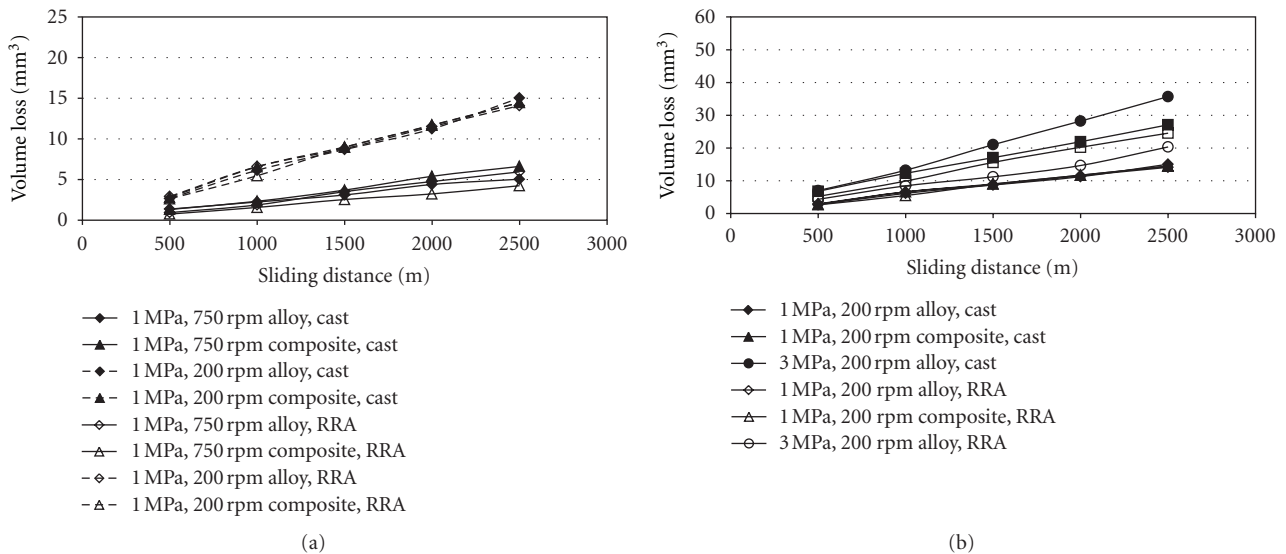 25
20
15
10
5
0
Volume loss (mm³)
0 500 1000 1500 2000 2500 3000
Sliding distance (m)
1 MPa, 750 rpm alloy, cast
1 MPa, 750 rpm composite, cast
1 MPa, 200 rpm alloy, cast
1 MPa, 200 rpm composite, cast
1 MPa, 750 rpm alloy, RRA
1 MPa, 750 rpm composite, RRA
1 MPa, 200 rpm alloy, RRA
1 MPa, 200 rpm composite, RRA
(a)
60
50
40
30
20
10
0
Volume loss (mm³)
0 500 1000 1500 2000 2500 3000
Sliding distance (m)
1 MPa, 200 rpm alloy, cast
1 MPa, 200 rpm composite, cast
3 MPa, 200 rpm alloy, cast
1 MPa, 200 rpm alloy, RRA
1 MPa, 200 rpm composite, RRA
3 MPa, 200 rpm alloy, RRA
(b)